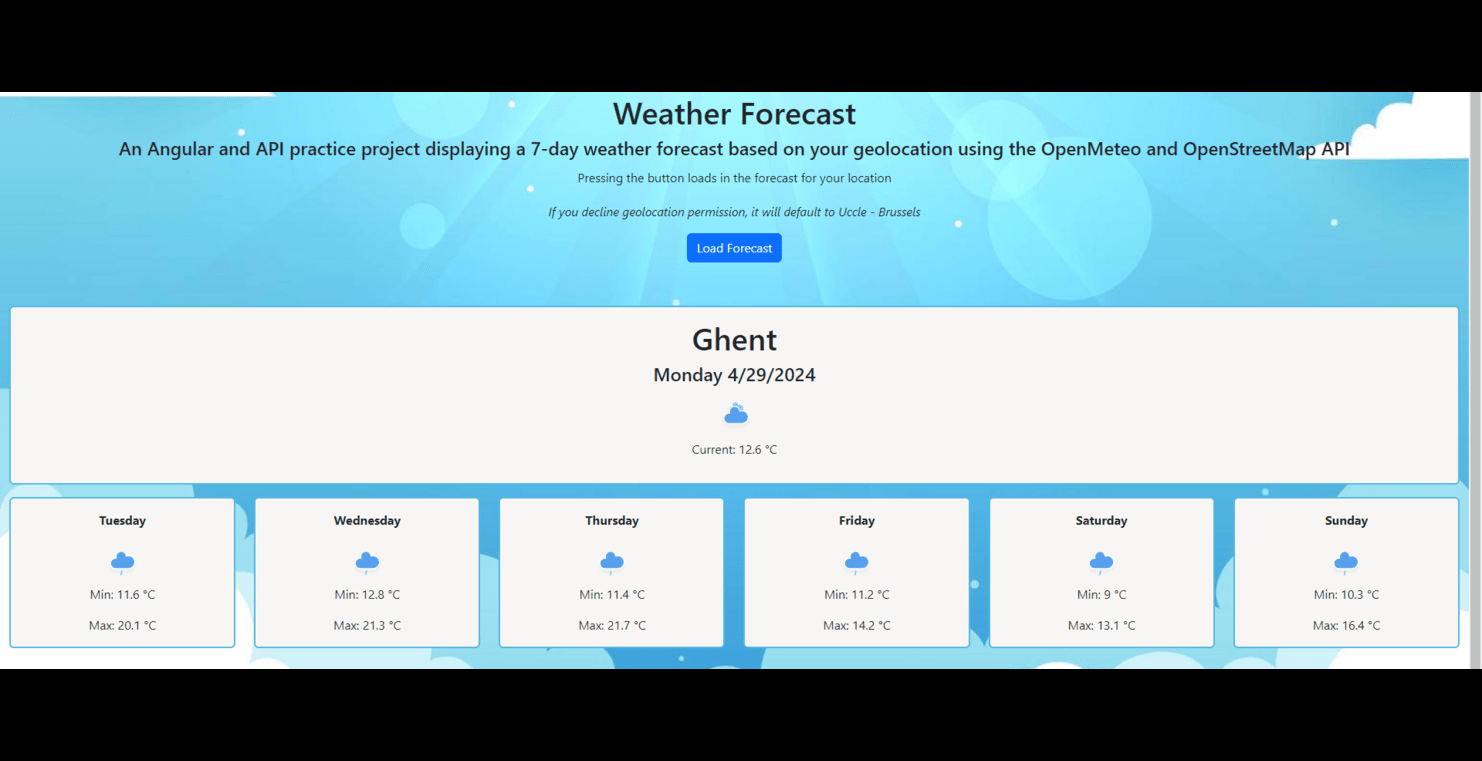 Weather Forecast
An Angular and API practice project displaying a 7-day weather forecast based on your geolocation using the OpenMeteo and OpenStreetMap API
Pressing the button loads in the forecast for your location
If you decline geolocation permission, it will default to Uccle - Brussels
Load Forecast
Ghent
Monday 4/29/2024
Current: 12.6 °C
Tuesday
Min: 11.6 °C
Max: 20.1 °C
Wednesday
Min: 12.8 °C
Max: 21.3 °C
Thursday
Min: 11.4 °C
Max: 21.7 °C
Friday
Min: 11.2 °C
Max: 14.2 °C
Saturday
Min: 9 °C
Max: 13.1 °C
Sunday
Min: 10.3 °C
Max: 16.4 °C